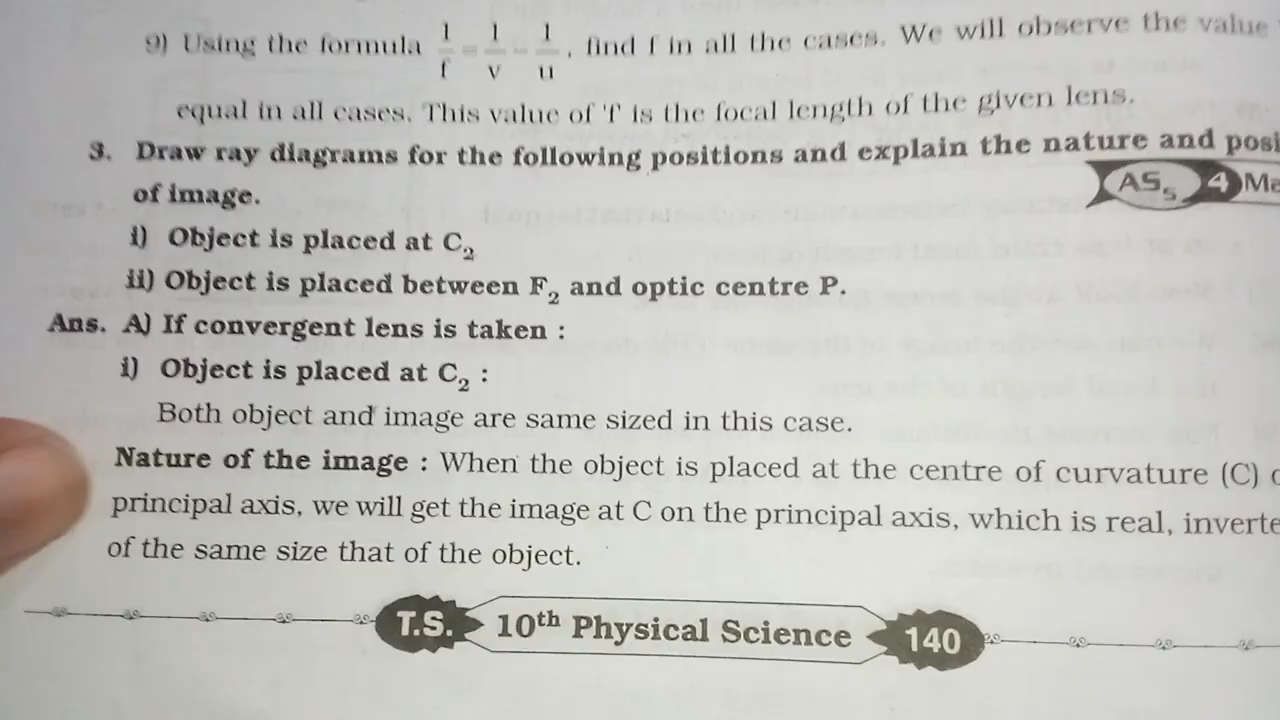 9) Using the formula 1/f = 1/v - 1/u, find f in all the cases. We will observe the value
equal in all cases. This value of 'f' is the focal length of the given lens.
3. Draw ray diagrams for the following positions and explain the nature and posi
of image.
AS5 4 Ma
i) Object is placed at C2
ii) Object is placed between F2 and optic centre P.
Ans. A) If convergent lens is taken :
i) Object is placed at C2 :
Both object and image are same sized in this case.
Nature of the image : When the object is placed at the centre of curvature (C)
principal axis, we will get the image at C on the principal axis, which is real, inverte
of the same size that of the object.
T.S. 10th Physical Science 140